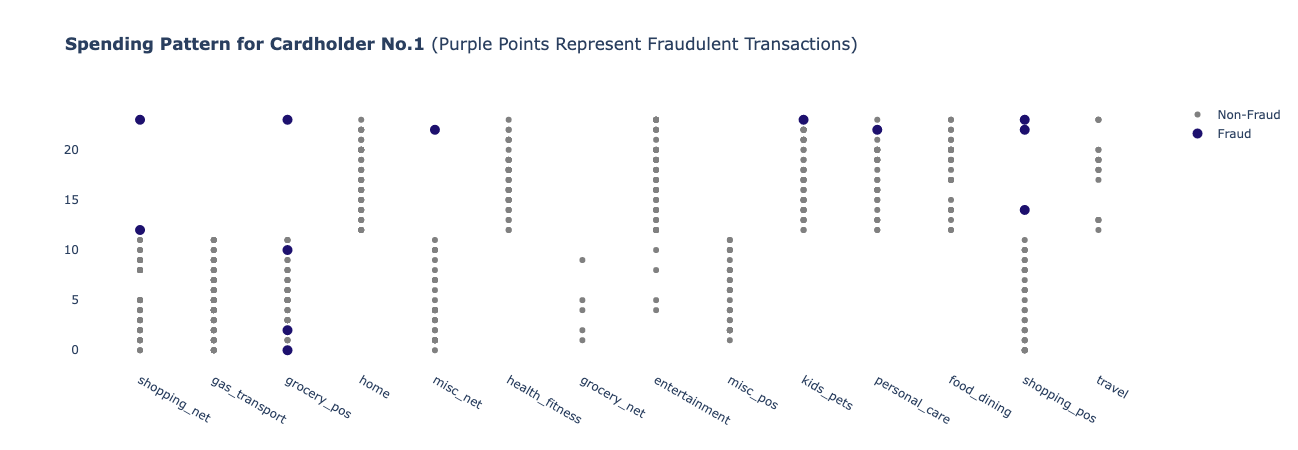 Spending Pattern for Cardholder No.1 (Purple Points Represent Fraudulent Transactions)
Non-Fraud
Fraud
20
15
10
5
0
shopping_net
gas_transport
grocery_pos
home
misc_net
health_fitness
grocery_net
entertainment
misc_pos
kids_pets
personal_care
food_dining
shopping_pos
travel